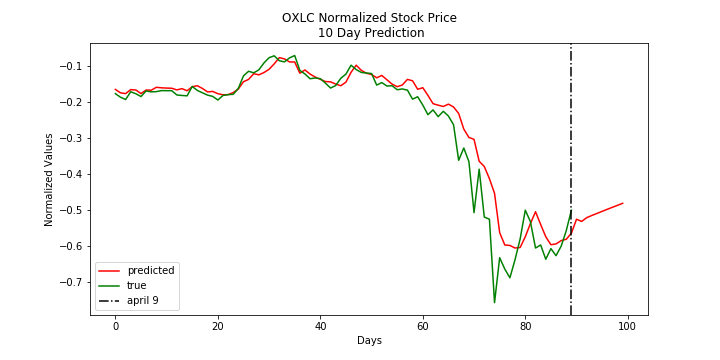 OXLC Normalized Stock Price
10 Day Prediction
Normalized Values
−0.1
−0.2
−0.3
−0.4
−0.5
−0.6
−0.7
predicted
true
april 9
0 20 40 60 80 100
Days